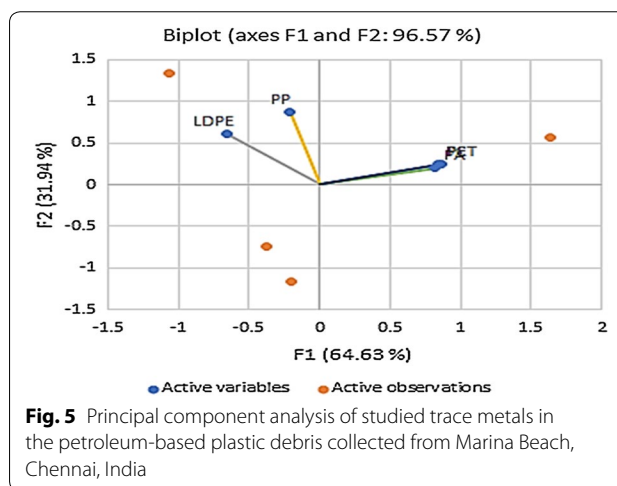 Biplot (axes F1 and F2: 96.57 %)
1.5
1
0.5
0
-0.5
-1
-1.5
F2 (31.94 %)
LDPE
PP
PET
-1.5 -1 -0.5 0 0.5 1 1.5 2
F1 (64.63 %)
Active variables Active observations
Fig. 5 Principal component analysis of studied trace metals in
the petroleum-based plastic debris collected from Marina Beach,
Chennai, India